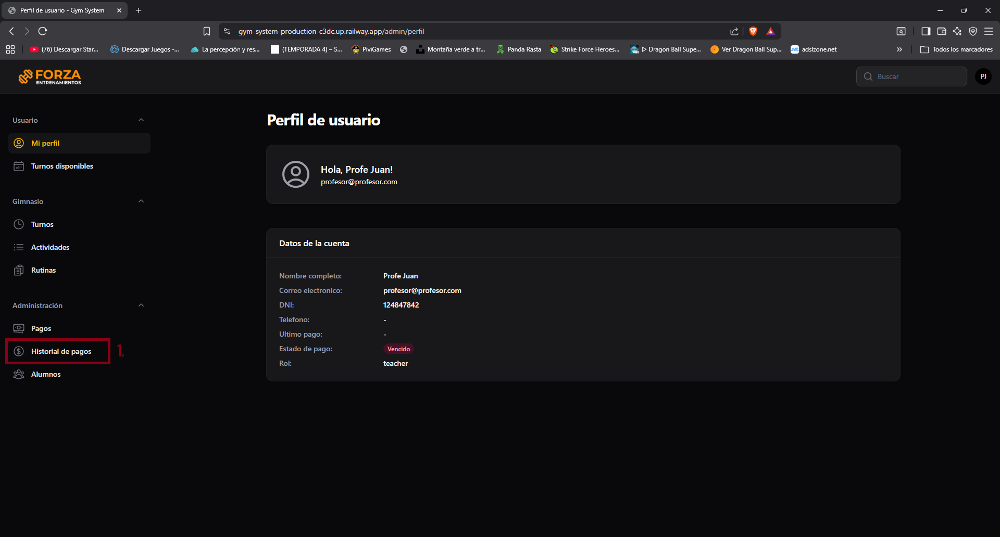 Perfil de usuario - Gym System
gym-system-production-c3dc.up.railway.app/admin/perfil
(76) Descargar Star...
Descargar Juegos -...
La percepción y res...
(TEMPORADA 4) – S...
PiviGames
Montaña verde a tr...
Panda Rasta
Strike Force Heroes...
ᐅ Dragon Ball Supe...
Ver Dragon Ball Sup...
adslzone.net
Todos los marcadores
FORZA
ENTRENAMIENTOS
Buscar
PJ
Usuario
Mi perfil
Turnos disponibles
Gimnasio
Turnos
Actividades
Rutinas
Administración
Pagos
Historial de pagos
1.
Alumnos
Perfil de usuario
Hola, Profe Juan!
profesor@profesor.com
Datos de la cuenta
Nombre completo: Profe Juan
Correo electronico: profesor@profesor.com
DNI: 124847842
Telefono: -
Ultimo pago: -
Estado de pago: Vencido
Rol: teacher